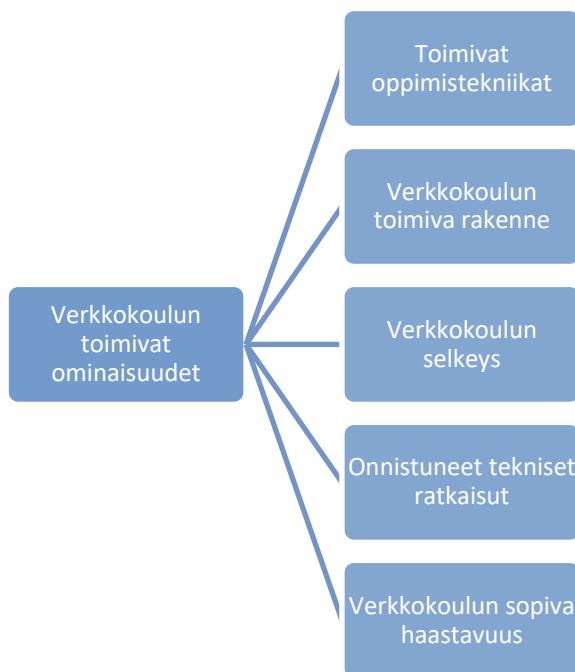 Toimivat
oppimistekniikat
Verkkokoulun
toimiva rakenne
Verkkokoulun
toimivat
ominaisuudet
Verkkokoulun
selkeys
Onnistuneet tekniset
ratkaisut
Verkkokoulun sopiva
haastavuus